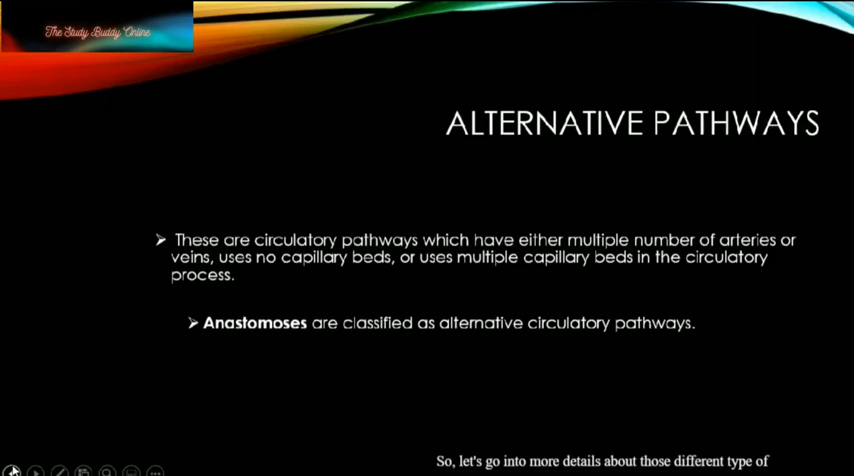 The Study Buddy Online
ALTERNATIVE PATHWAYS
➤ These are circulatory pathways which have either multiple number of arteries or
veins, uses no capillary beds, or uses multiple capillary beds in the circulatory
process.
➤ Anastomoses are classified as alternative circulatory pathways.
So, let's go into more details about those different type of